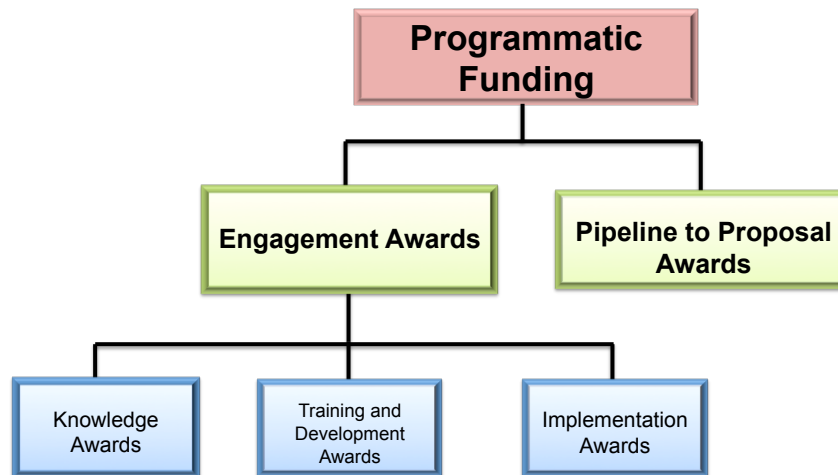 Programmatic
Funding
Engagement Awards
Pipeline to Proposal
Awards
Knowledge
Awards
Training and
Development
Awards
Implementation
Awards